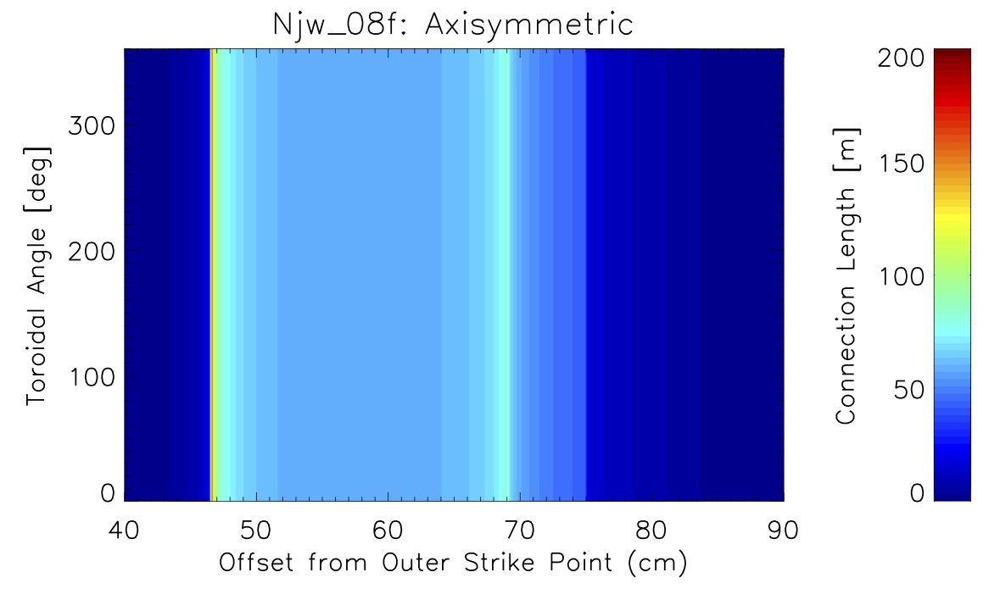 Njw_08f: Axisymmetric
Toroidal Angle [deg]
300
200
100
0
40 50 60 70 80 90
Offset from Outer Strike Point (cm)
Connection Length [m]
200
150
100
50
0